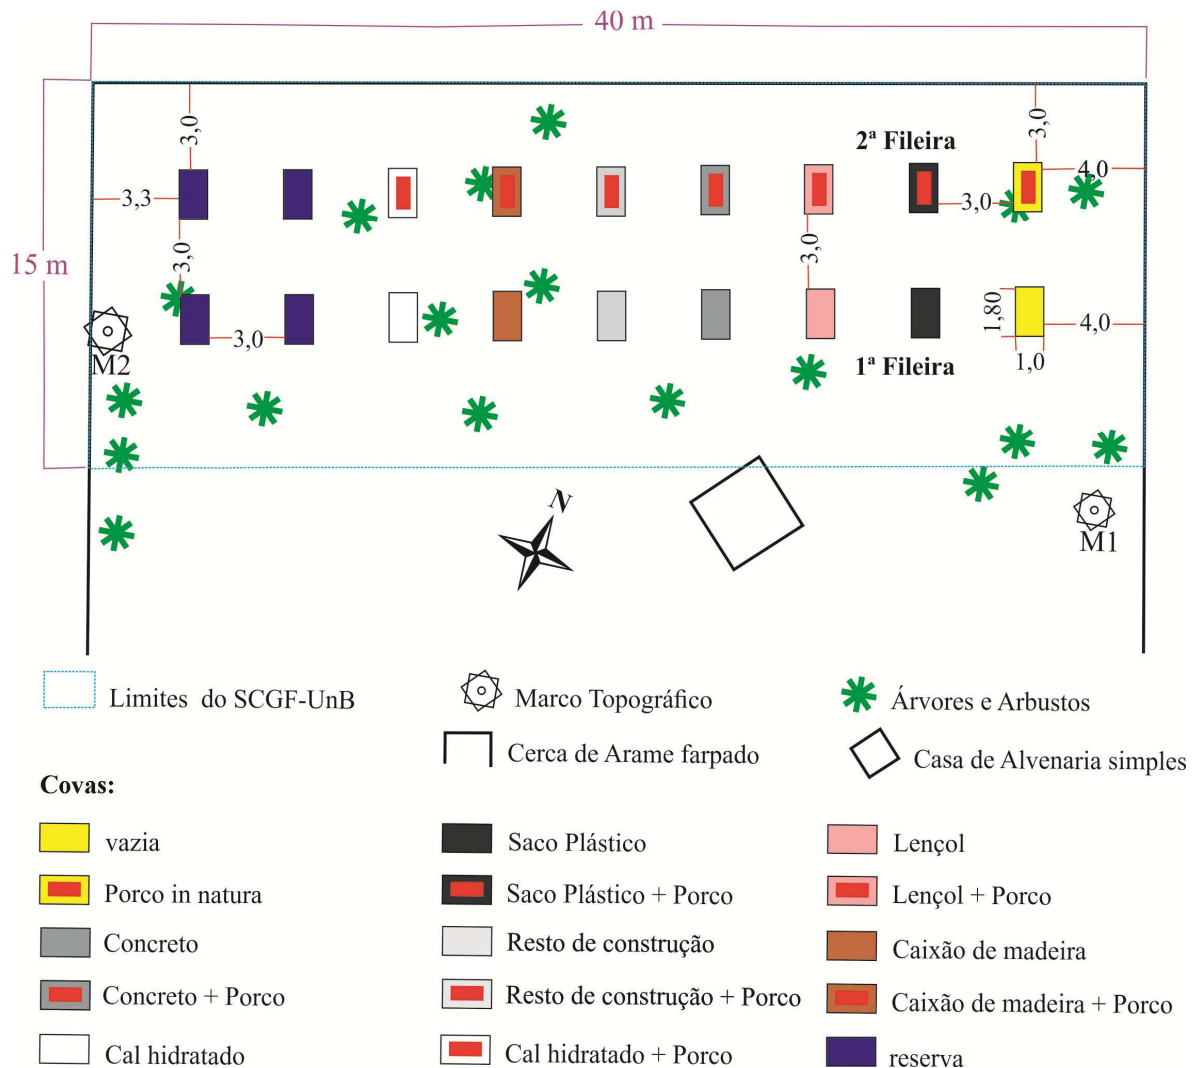 40 m
3,0
2ª Fileira
3,0
4,0
3,3
3,0
15 m
3,0
3,0
1,80
3,0
4,0
M2
1ª Fileira
1,0
N
M1
Limites do SCGF-UnB
Marco Topográfico
Árvores e Arbustos
Cerca de Arame farpado
Casa de Alvenaria simples
Covas:
vazia
Saco Plástico
Lençol
Porco in natura
Saco Plástico + Porco
Lençol + Porco
Concreto
Resto de construção
Caixão de madeira
Concreto + Porco
Resto de construção + Porco
Caixão de madeira + Porco
Cal hidratado
Cal hidratado + Porco
reserva